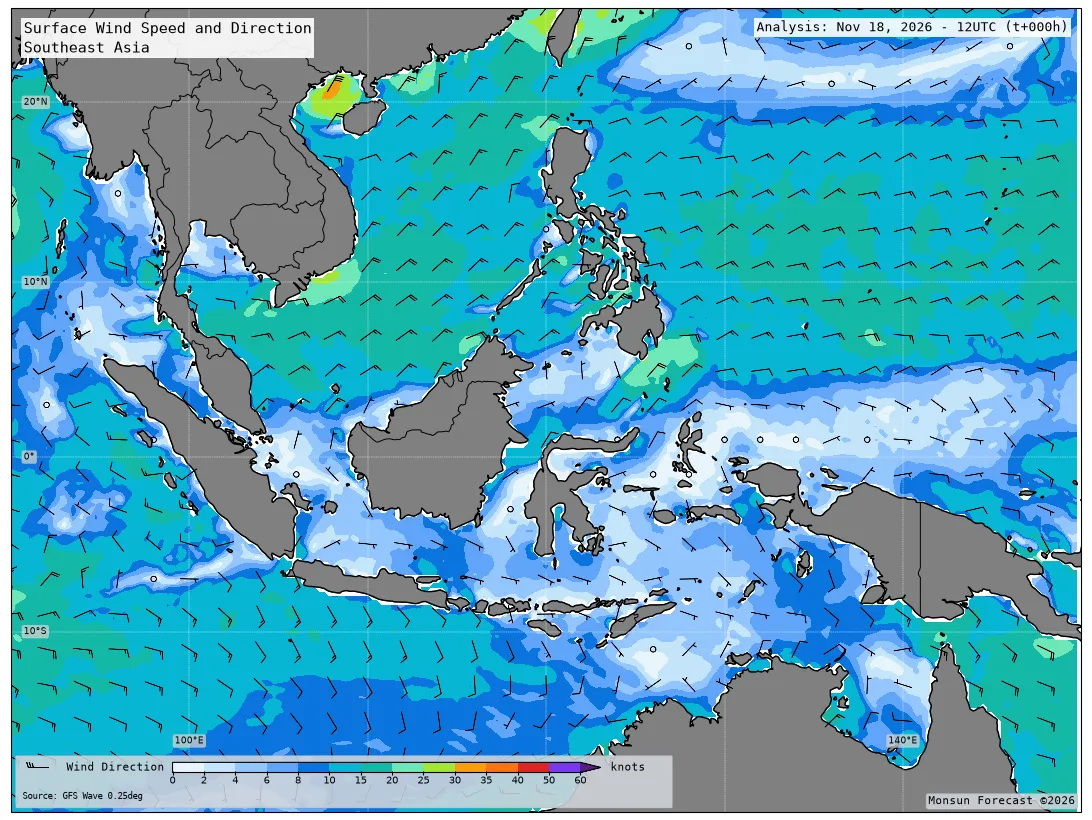 Surface Wind Speed and Direction
Southeast Asia
Analysis: Nov 18, 2026 - 12UTC (t+000h)
20°N
10°N
0°
10°S
100°E
140°E
Wind Direction
0 2 4 6 8 10 15 20 25 30 35 40 50 60
knots
Source: GFS Wave 0.25deg
Monsun Forecast ©2026